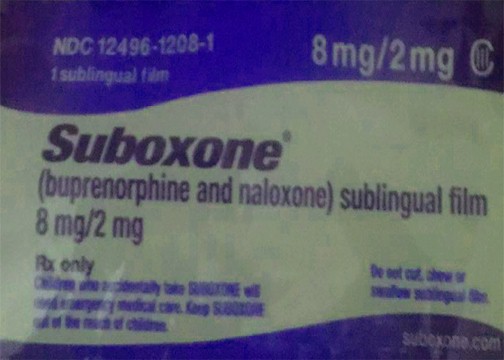 NDC 12496-1208-1
8 mg/2 mg CIII
1 sublingual film
Suboxone®
(buprenorphine and naloxone) sublingual film
8 mg/2 mg
Rx only
Children who accidentally take SUBOXONE will
need emergency medical care. Keep SUBOXONE
out of the reach of children.
Do not cut, chew or
swallow sublingual film.
suboxone.com